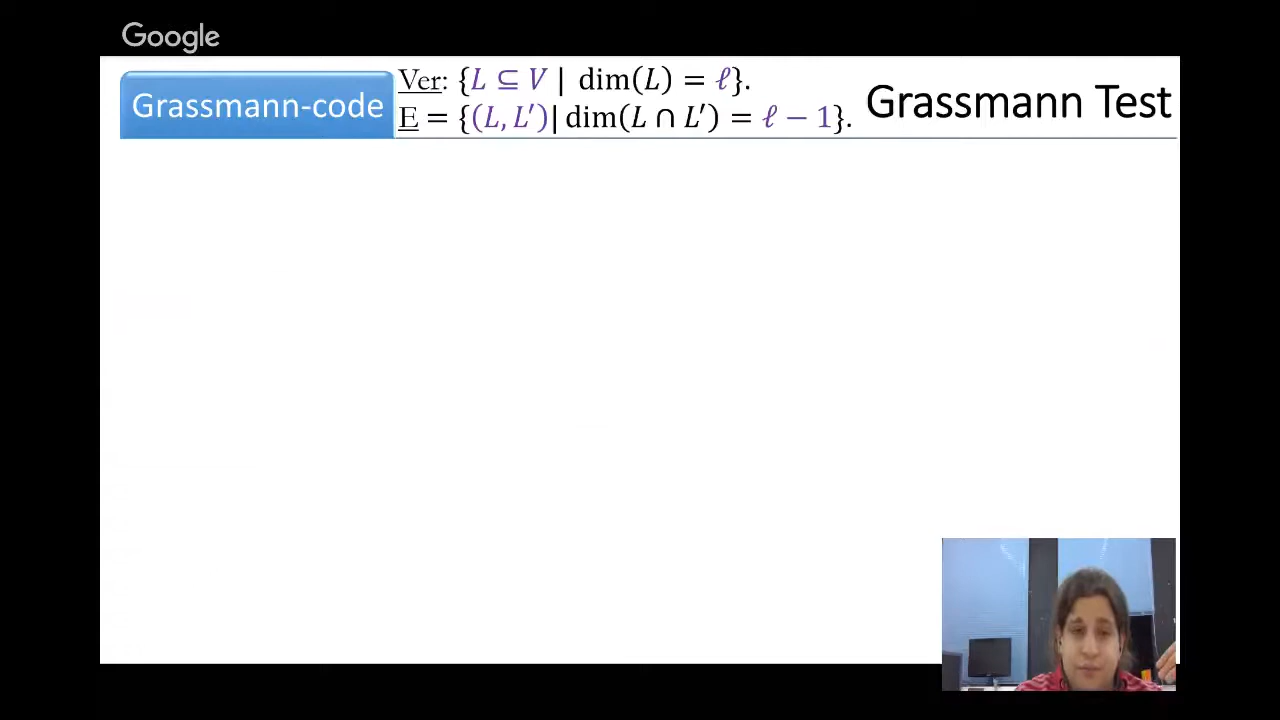 Google
Grassmann-code
Ver: {L ⊆ V | dim(L) = ℓ}.
E = {(L, L′)| dim(L ∩ L′) = ℓ − 1}.
Grassmann Test